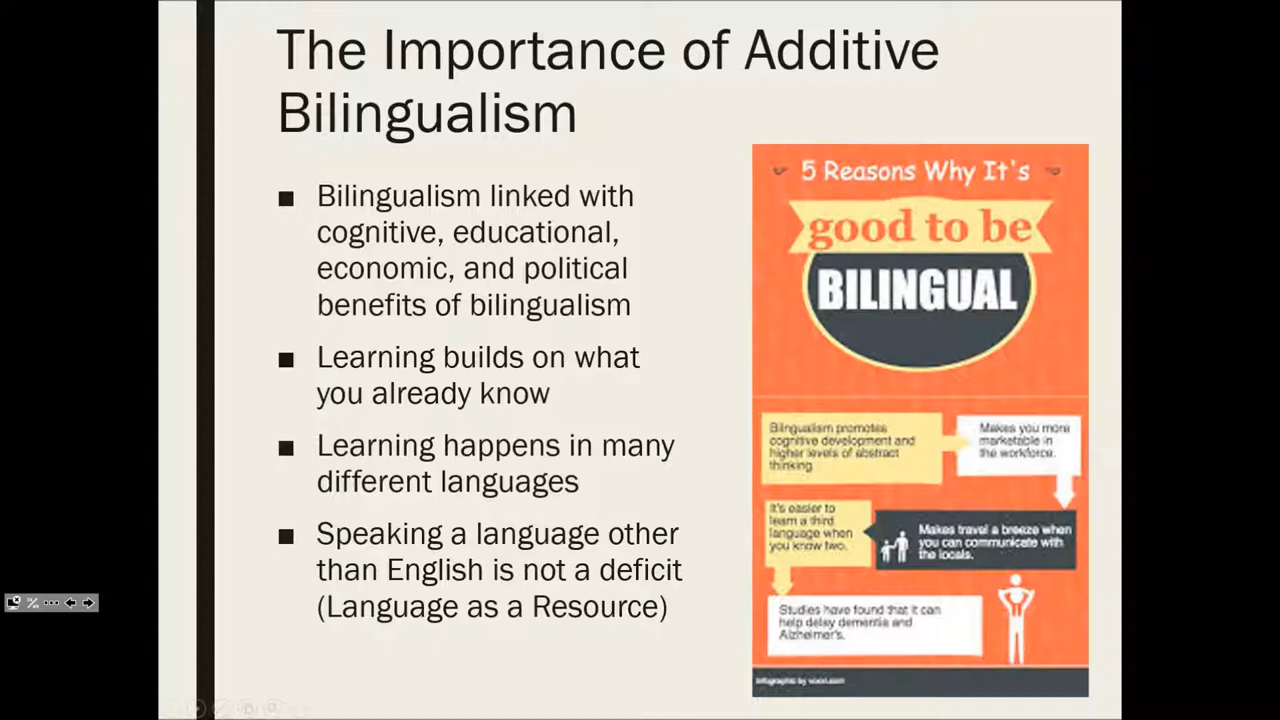 The Importance of Additive
Bilingualism
■ Bilingualism linked with
cognitive, educational,
economic, and political
benefits of bilingualism
■ Learning builds on what
you already know
■ Learning happens in many
different languages
■ Speaking a language other
than English is not a deficit
(Language as a Resource)
5 Reasons Why It's
good to be
BILINGUAL
Bilingualism promotes
cognitive development and
higher levels of abstract
thinking.
Makes you more
marketable in
the workforce.
It's easier to
learn a third
language when
you know two.
Makes travel a breeze when
you can communicate with
the locals.
Studies have found that it can
help delay dementia and
Alzheimer's.
Infographic by